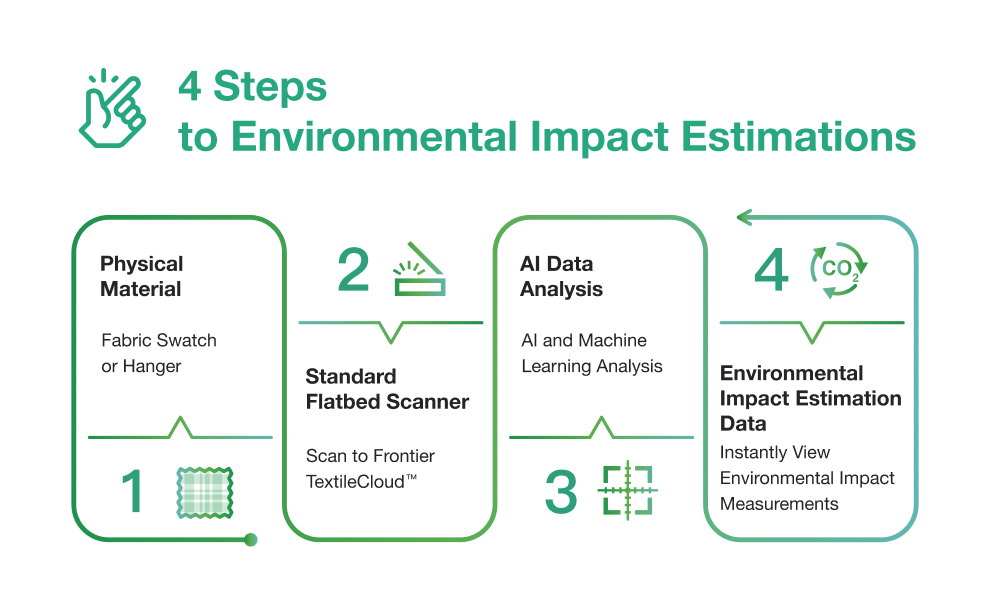 4 Steps
to Environmental Impact Estimations
Physical
Material
Fabric Swatch
or Hanger
1
2
Standard
Flatbed Scanner
Scan to Frontier
TextileCloud™
AI Data
Analysis
AI and Machine
Learning Analysis
3
4
CO2
Environmental
Impact Estimation
Data
Instantly View
Environmental Impact
Measurements